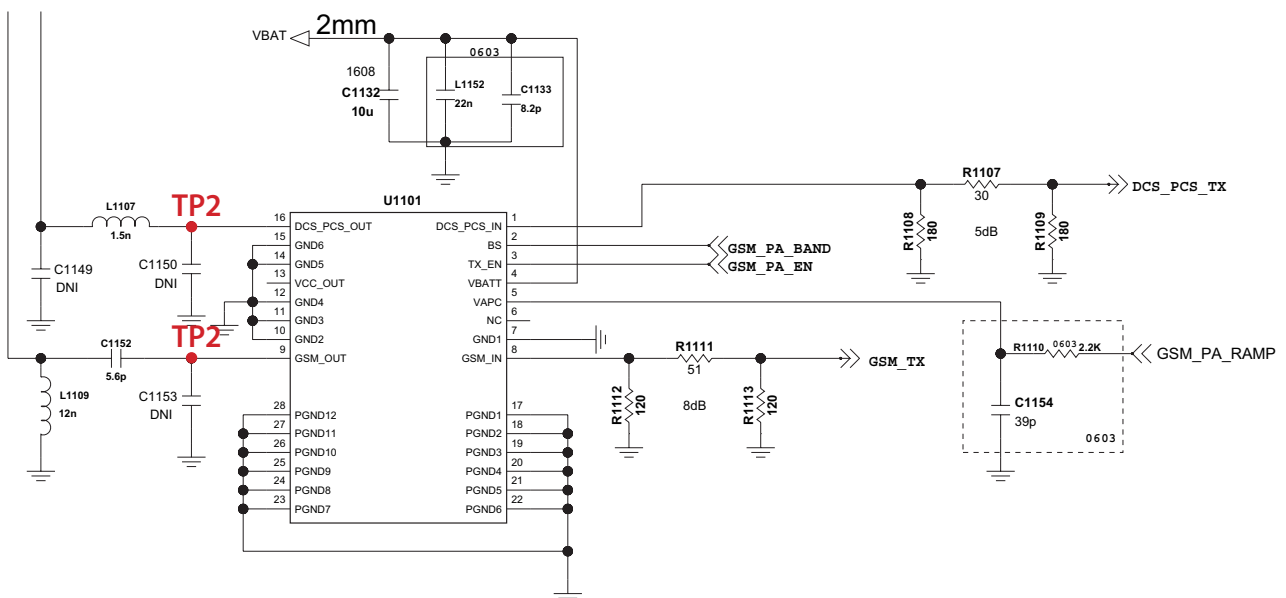 VBAT 2mm
0603
1608
C1132
10u
L1152
22n
C1133
8.2p
R1107
30
DCS_PCS_TX
R1108
180
5dB
R1109
180
L1107
1.5n
TP2
U1101
C1149
DNI
C1150
DNI
16 DCS_PCS_OUT
15 GND6
14 GND5
13 VCC_OUT
12 GND4
11 GND3
10 GND2
9 GSM_OUT
DCS_PCS_IN 1
BS 2
TX_EN 3
VBATT 4
VAPC 5
NC 6
GND1 7
GSM_IN 8
GSM_PA_BAND
GSM_PA_EN
TP2
C1152
5.6p
L1109
12n
C1153
DNI
R1111
51
GSM_TX
R1112
120
8dB
R1113
120
R1110 0603 2.2K
GSM_PA_RAMP
C1154
39p
0603
28 PGND12
27 PGND11
26 PGND10
25 PGND9
24 PGND8
23 PGND7
PGND1 17
PGND2 18
PGND3 19
PGND4 20
PGND5 21
PGND6 22